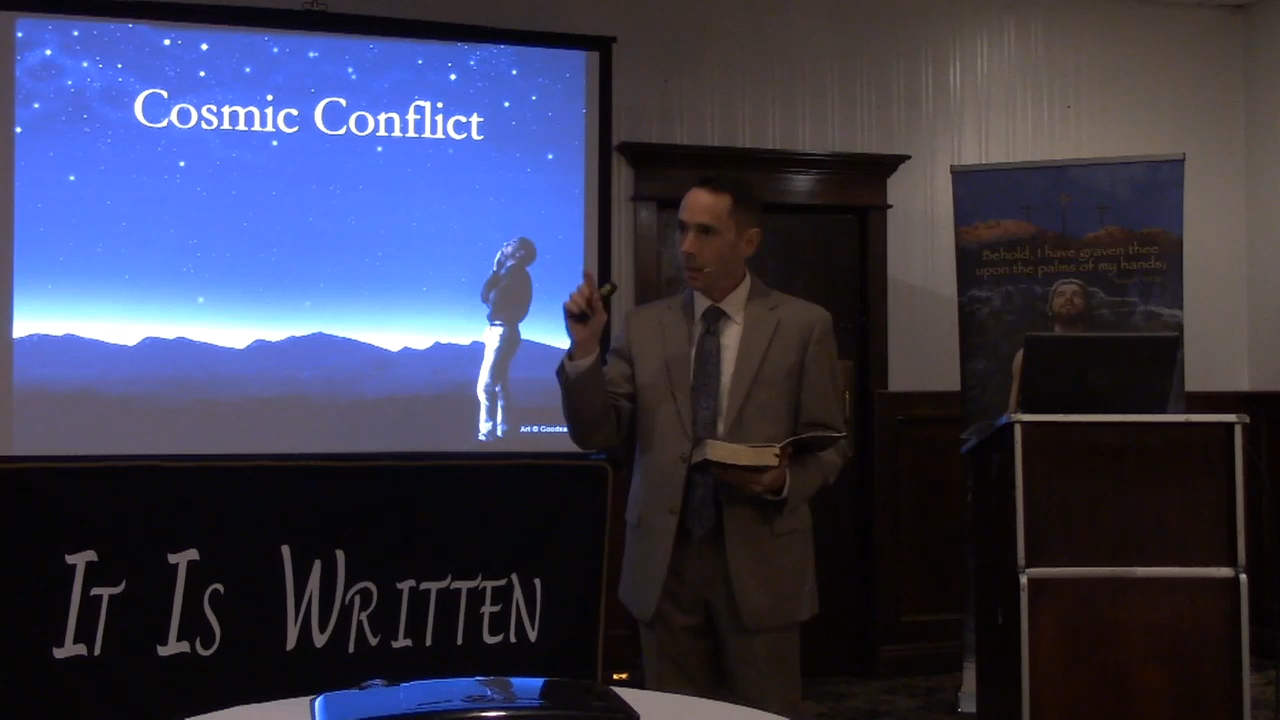 Cosmic Conflict
Art © Goodsa
Behold, I have graven thee
upon the palms of my hands;
It Is Written